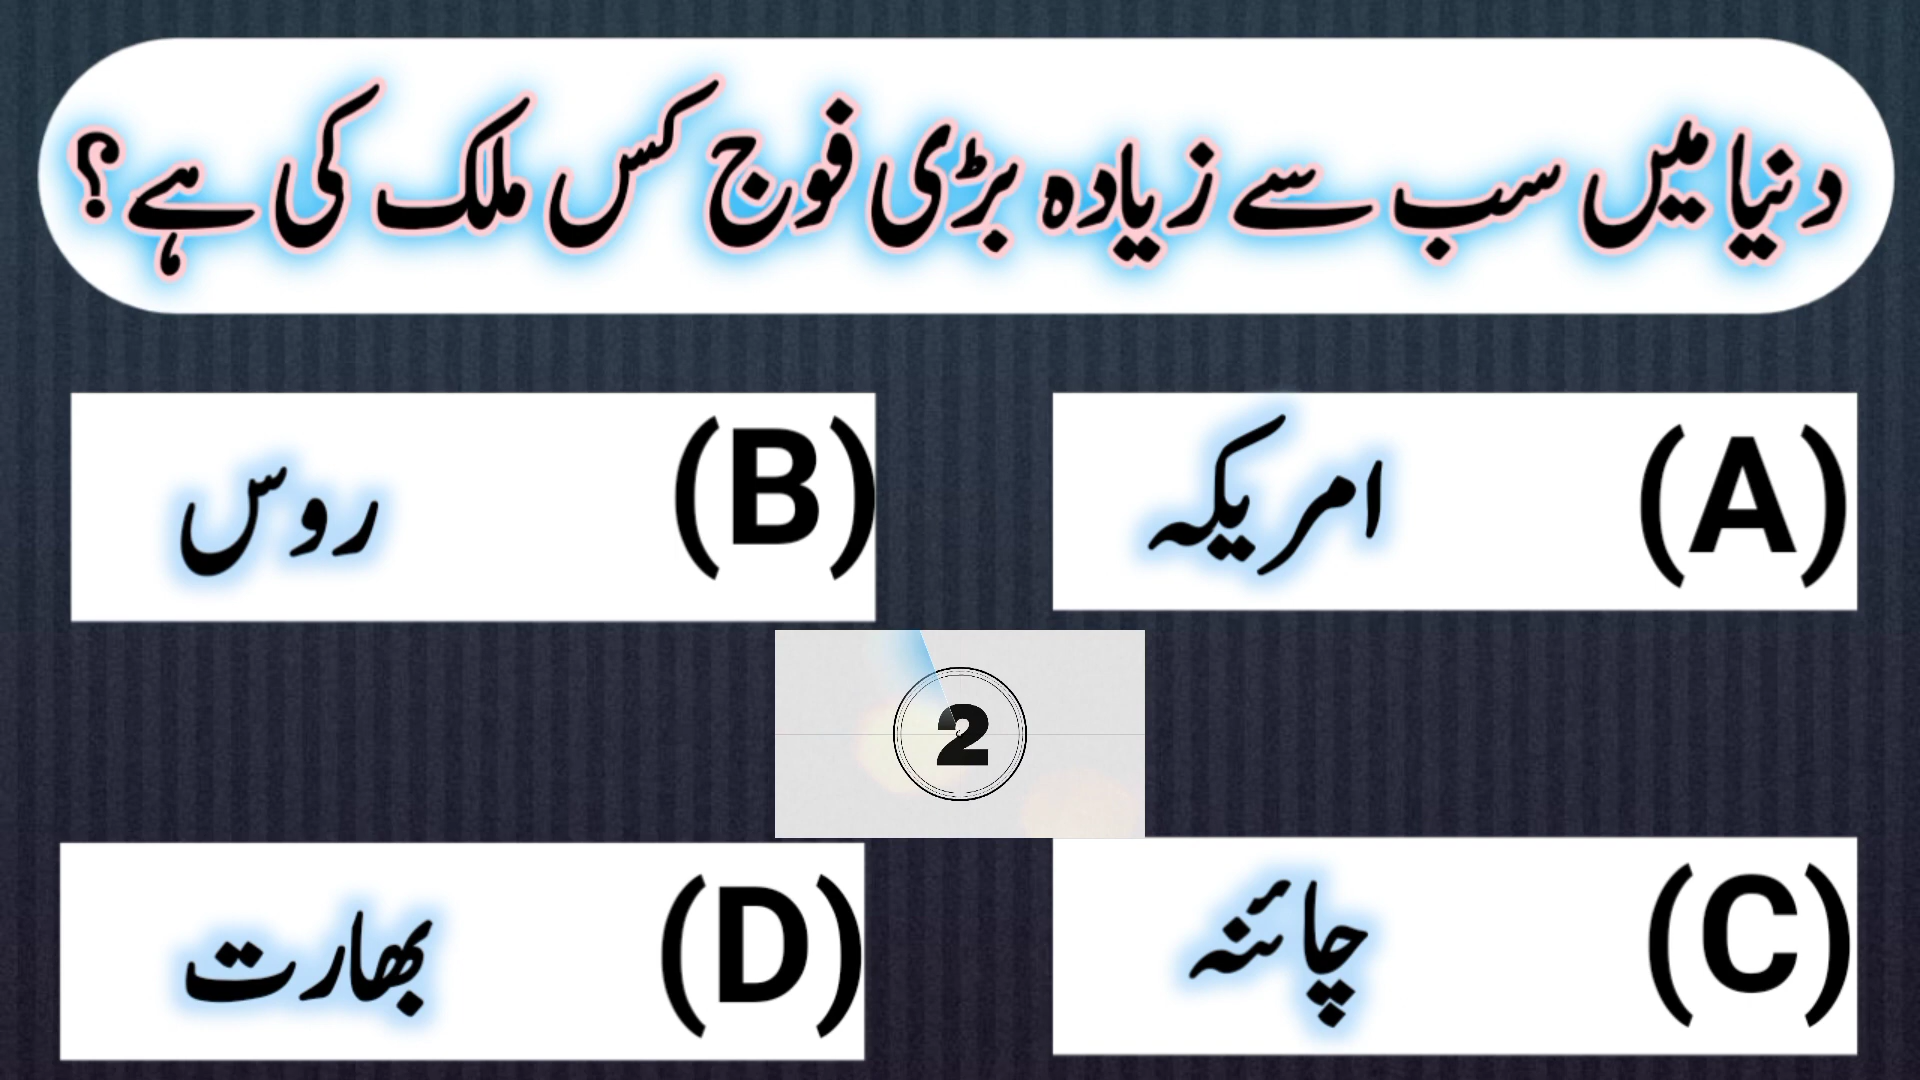 دنیا میں سب سے زیادہ بڑی فوج کس ملک کی ہے؟
(A) امریکہ
(B) روس
2
(C) چائنہ
(D) بھارت